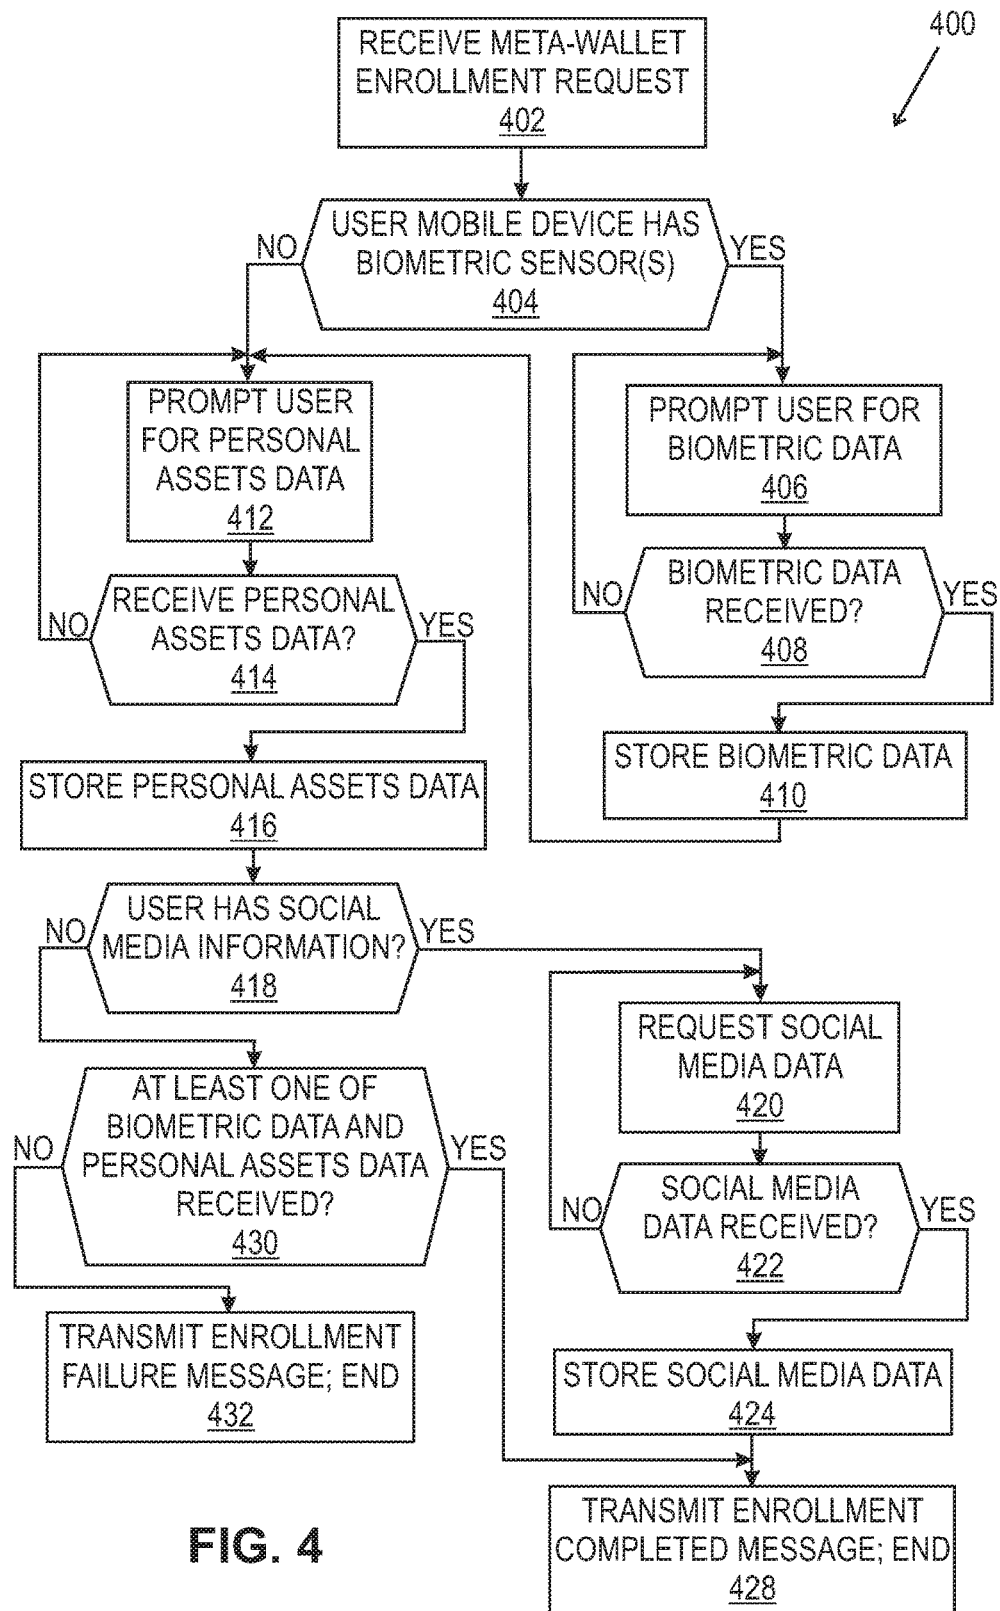 400
RECEIVE META-WALLET
ENROLLMENT REQUEST
402
USER MOBILE DEVICE HAS
BIOMETRIC SENSOR(S)
404
NO
YES
PROMPT USER
FOR PERSONAL
ASSETS DATA
412
PROMPT USER FOR
BIOMETRIC DATA
406
RECEIVE PERSONAL
ASSETS DATA?
414
NO
YES
BIOMETRIC DATA
RECEIVED?
408
NO
YES
STORE PERSONAL ASSETS DATA
416
STORE BIOMETRIC DATA
410
USER HAS SOCIAL
MEDIA INFORMATION?
418
NO
YES
REQUEST SOCIAL
MEDIA DATA
420
AT LEAST ONE OF
BIOMETRIC DATA AND
PERSONAL ASSETS DATA
RECEIVED?
430
NO
YES
SOCIAL MEDIA
DATA RECEIVED?
422
NO
YES
TRANSMIT ENROLLMENT
FAILURE MESSAGE; END
432
STORE SOCIAL MEDIA DATA
424
TRANSMIT ENROLLMENT
COMPLETED MESSAGE; END
428
FIG. 4